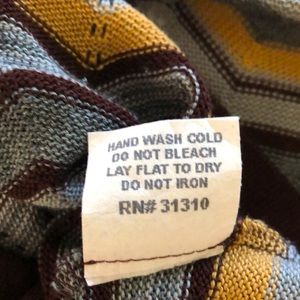 HAND WASH COLD
DO NOT BLEACH
LAY FLAT TO DRY
DO NOT IRON
RN# 31310